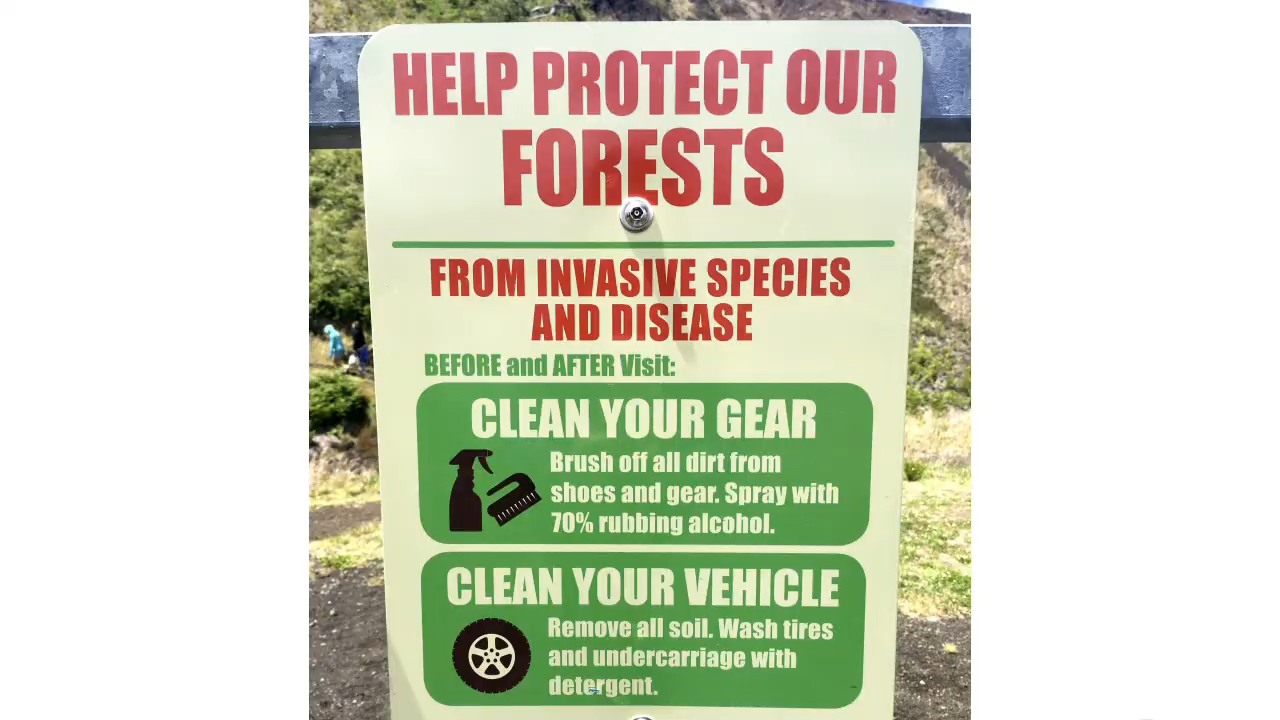 HELP PROTECT OUR
FORESTS
FROM INVASIVE SPECIES
AND DISEASE
BEFORE and AFTER Visit:
CLEAN YOUR GEAR
Brush off all dirt from
shoes and gear. Spray with
70% rubbing alcohol.
CLEAN YOUR VEHICLE
Remove all soil. Wash tires
and undercarriage with
detergent.